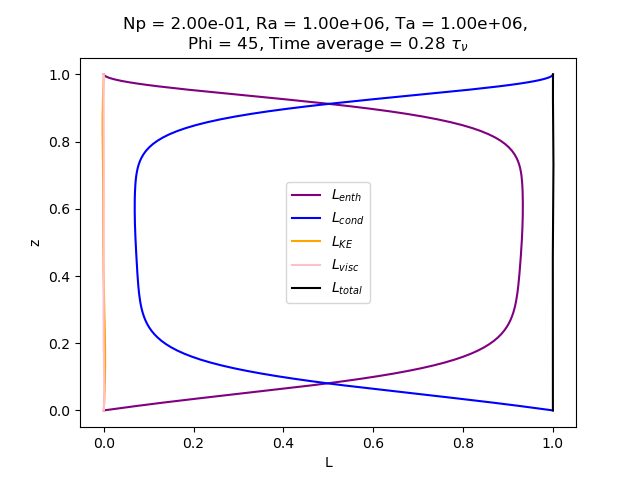 Np = 2.00e-01, Ra = 1.00e+06, Ta = 1.00e+06,
Phi = 45, Time average = 0.28 τ_ν
1.0
0.8
0.6
0.4
0.2
0.0
z
L_enth
L_cond
L_KE
L_visc
L_total
0.0 0.2 0.4 0.6 0.8 1.0
L